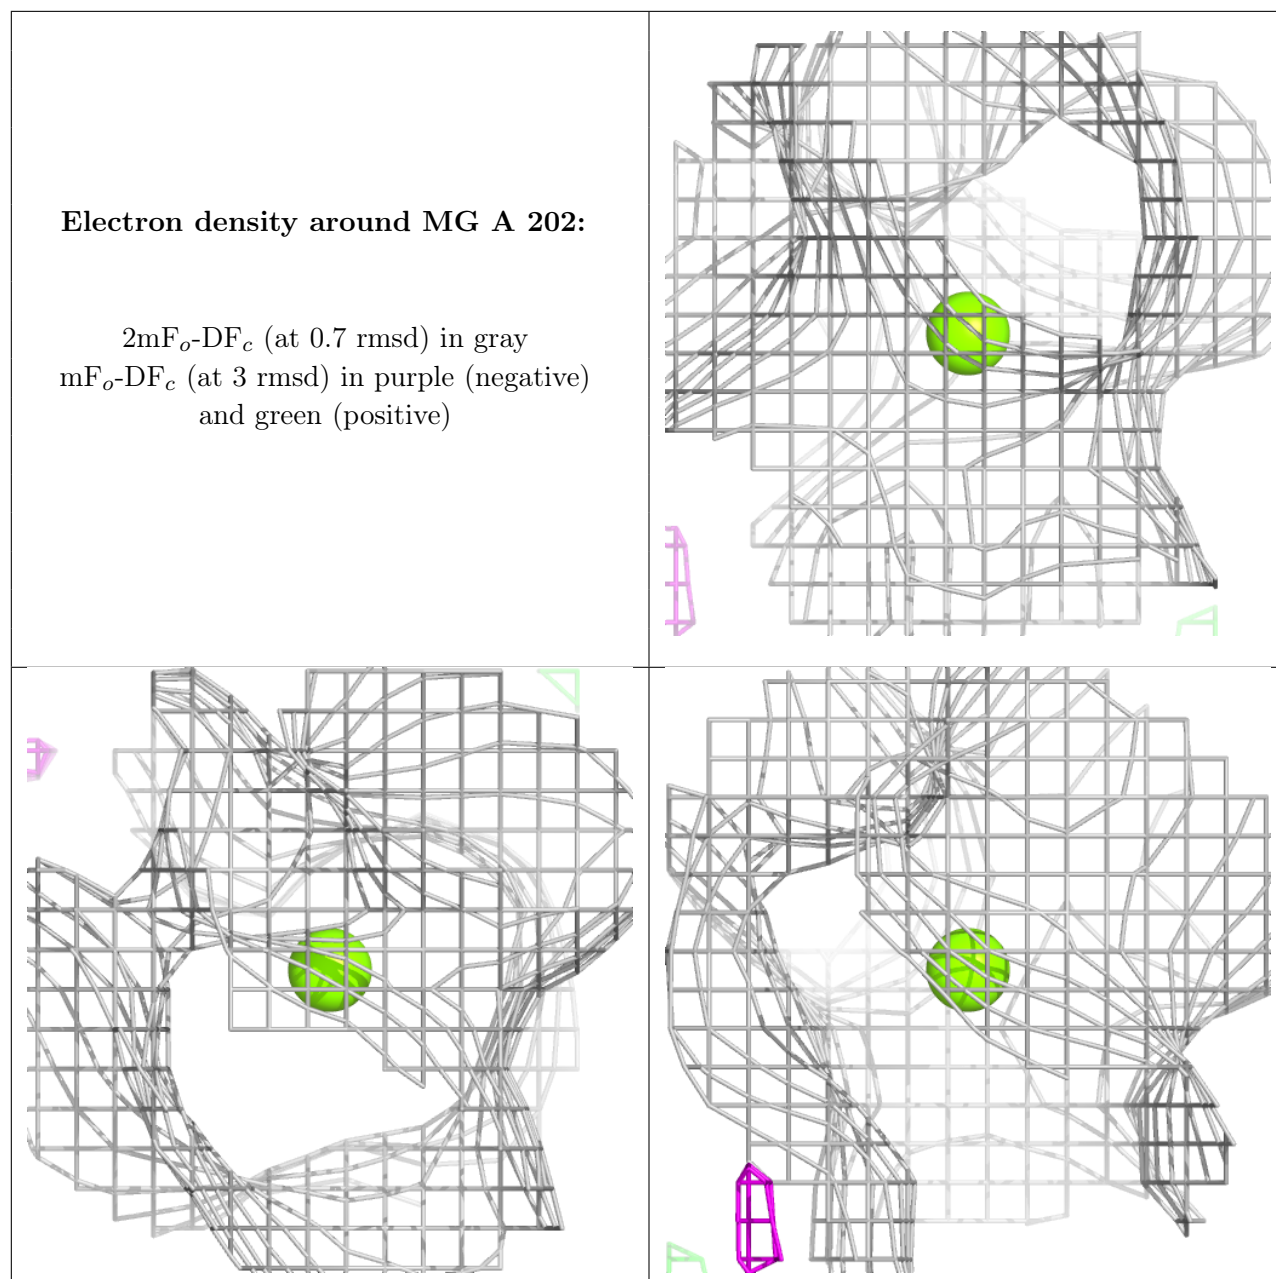 Electron density around MG A 202:
2mFo-DFc (at 0.7 rmsd) in gray
mFo-DFc (at 3 rmsd) in purple (negative)
and green (positive)